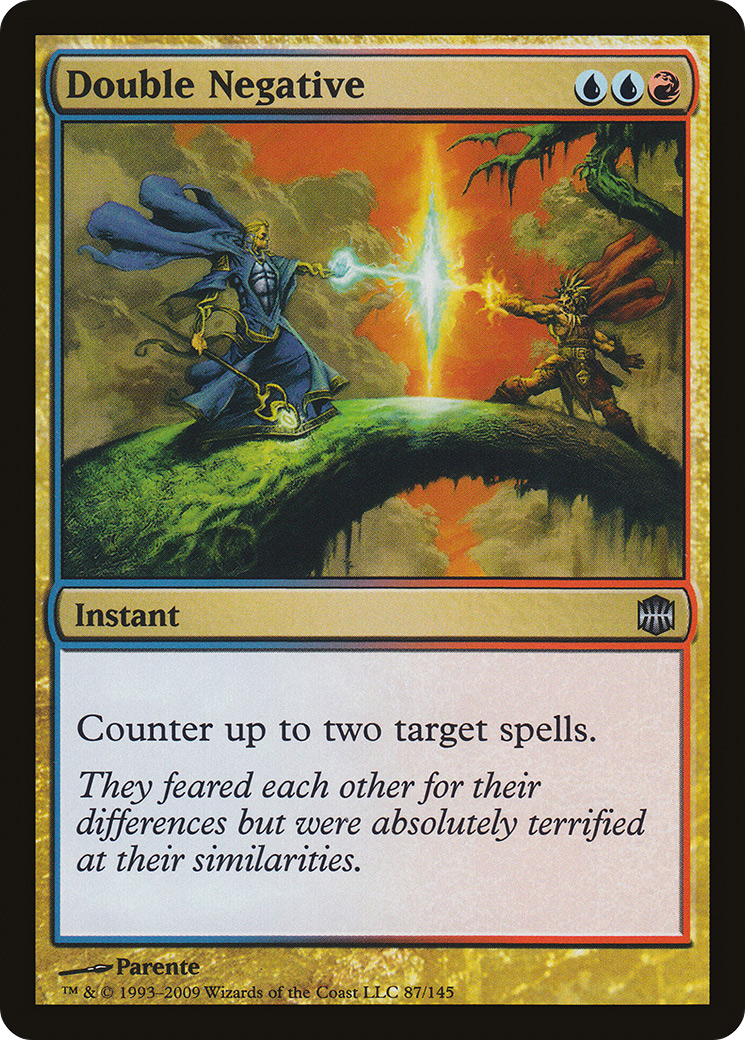 Double Negative
Instant
Counter up to two target spells.
They feared each other for their
differences but were absolutely terrified
at their similarities.
Parente
™ & © 1993–2009 Wizards of the Coast LLC 87/145